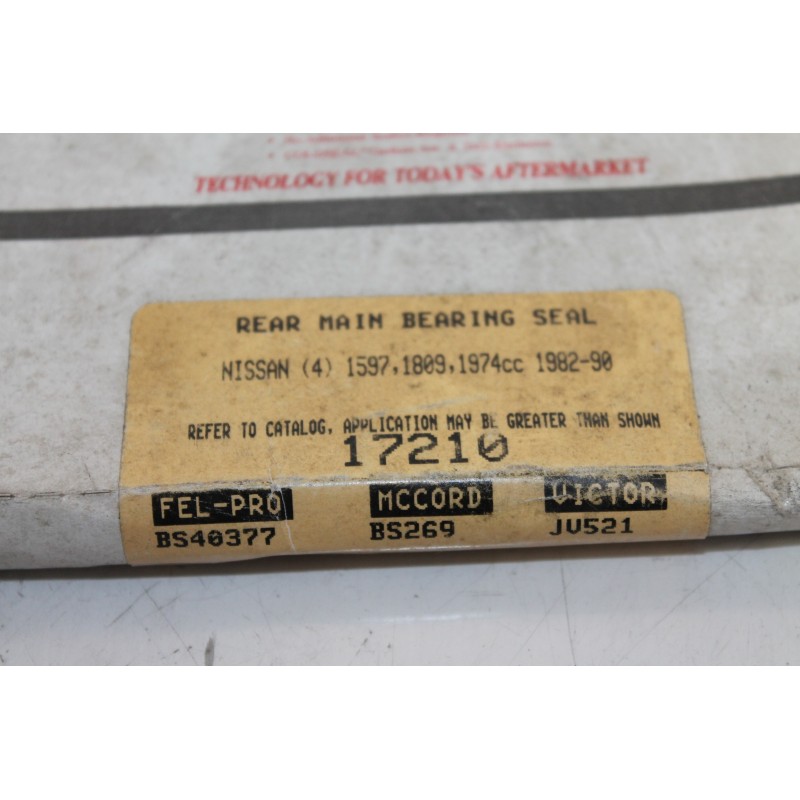 TECHNOLOGY FOR TODAY'S AFTERMARKET
REAR MAIN BEARING SEAL
NISSAN (4) 1597,1809,1974cc 1982-90
REFER TO CATALOG, APPLICATION MAY BE GREATER THAN SHOWN
17210
FEL-PRO MCCORD VICTOR
BS40377 BS269 JV521